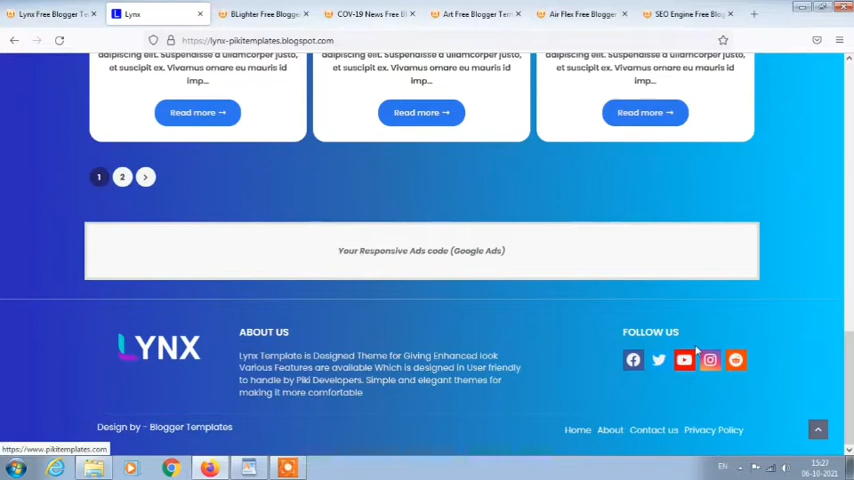 Lynx Free Blogger Te
Lynx
BLighter Free Blogge
COV-19 News Free Bl
Art Free Blogger Tem
Air Flex Free Blogger
SEO Engine Free Blog
https://lynx-pikitemplates.blogspot.com
adipiscing elit. Suspendisse a ullamcorper justo, et suscipit ex. Vivamus ornare eu mauris id imp...
adipiscing elit. Suspendisse a ullamcorper justo, et suscipit ex. Vivamus ornare eu mauris id imp...
adipiscing elit. Suspendisse a ullamcorper justo, et suscipit ex. Vivamus ornare eu mauris id imp...
Read more →
Read more →
Read more →
1 2 >
Your Responsive Ads code (Google Ads)
LYNX
ABOUT US
Lynx Template is Designed Theme for Giving Enhanced look
Various Features are available Which is designed in User friendly
to handle by Piki Developers. Simple and elegant themes for
making it more comfortable
FOLLOW US
Design by - Blogger Templates
Home About Contact us Privacy Policy
https://www.pikitemplates.com
EN
15:27
06-10-2021